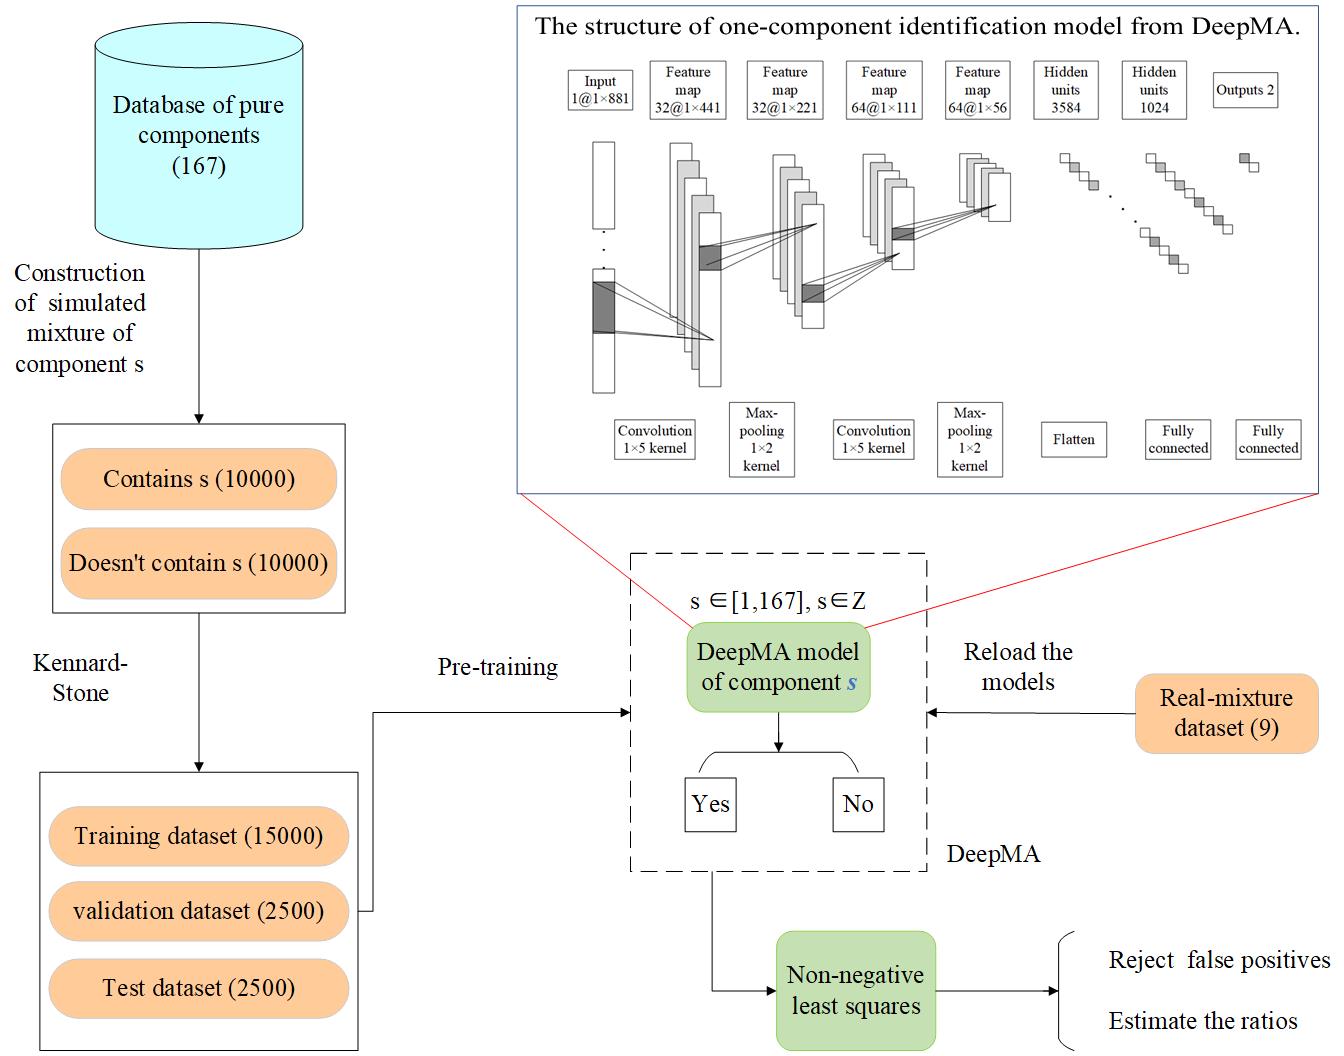 The structure of one-component identification model from DeepMA.
Input
1@1×881
Feature
map
32@1×441
Feature
map
32@1×221
Feature
map
64@1×111
Feature
map
64@1×56
Hidden
units
3584
Hidden
units
1024
Outputs 2
Convolution
1×5 kernel
Max-
pooling
1×2
kernel
Convolution
1×5 kernel
Max-
pooling
1×2
kernel
Flatten
Fully
connected
Fully
connected
Database of pure
components
(167)
Construction
of simulated
mixture of
component s
Contains s (10000)
Doesn't contain s (10000)
Kennard-
Stone
Training dataset (15000)
validation dataset (2500)
Test dataset (2500)
Pre-training
s ∈[1,167], s∈Z
DeepMA model
of component s
Yes
No
DeepMA
Reload the
models
Real-mixture
dataset (9)
Non-negative
least squares
Reject false positives
Estimate the ratios